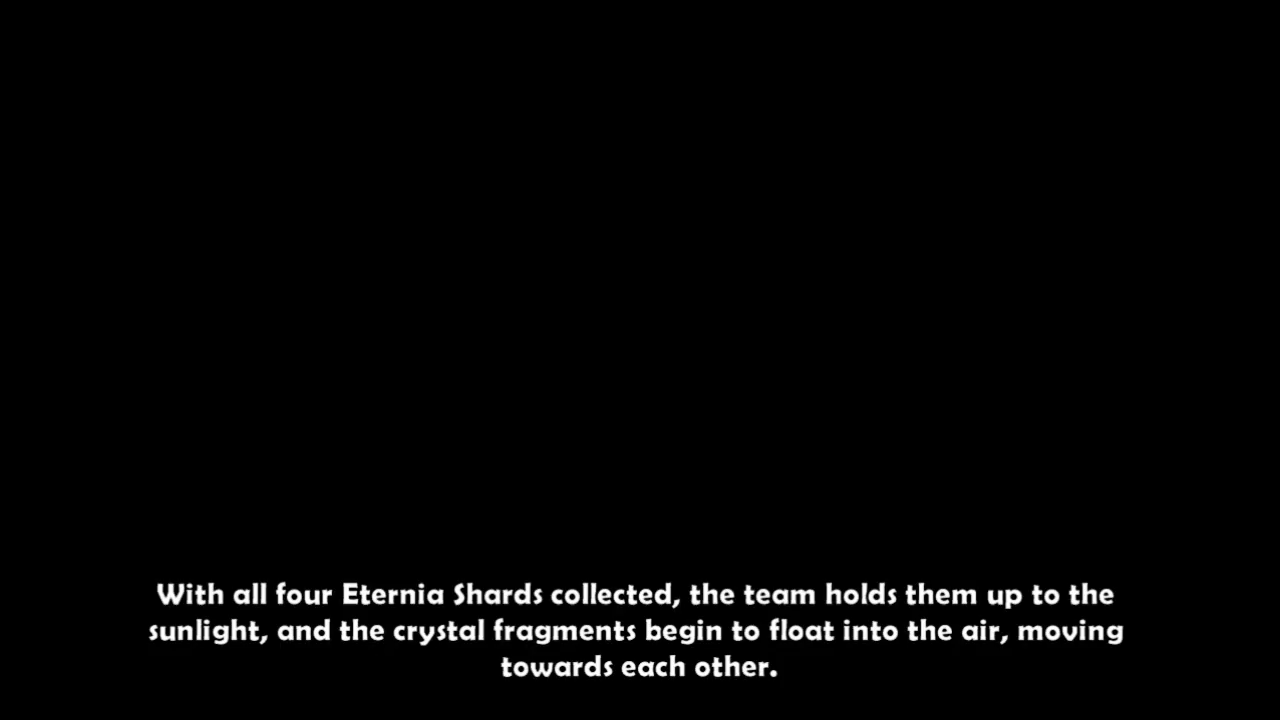 With all four Eternia Shards collected, the team holds them up to the
sunlight, and the crystal fragments begin to float into the air, moving
towards each other.